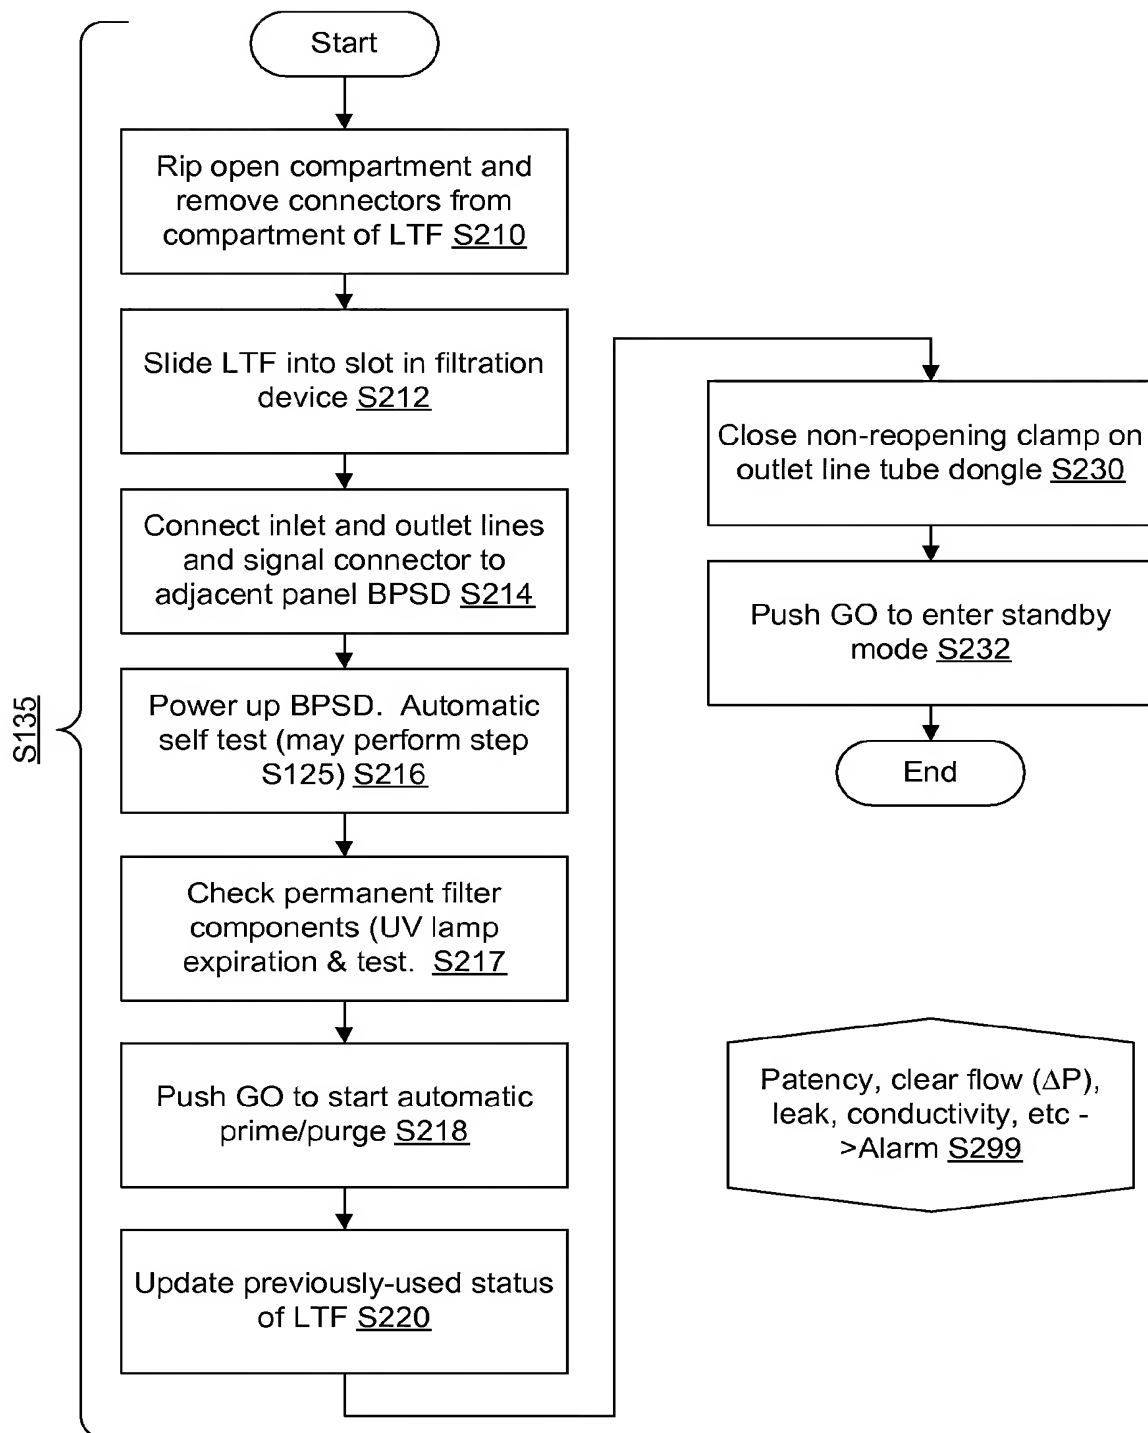 Start
Rip open compartment and
remove connectors from
compartment of LTF S210
Slide LTF into slot in filtration
device S212
Connect inlet and outlet lines
and signal connector to
adjacent panel BPSD S214
Power up BPSD. Automatic
self test (may perform step
S125) S216
Check permanent filter
components (UV lamp
expiration & test. S217
Push GO to start automatic
prime/purge S218
Update previously-used status
of LTF S220
S135
Close non-reopening clamp on
outlet line tube dongle S230
Push GO to enter standby
mode S232
End
Patency, clear flow (ΔP),
leak, conductivity, etc -
>Alarm S299